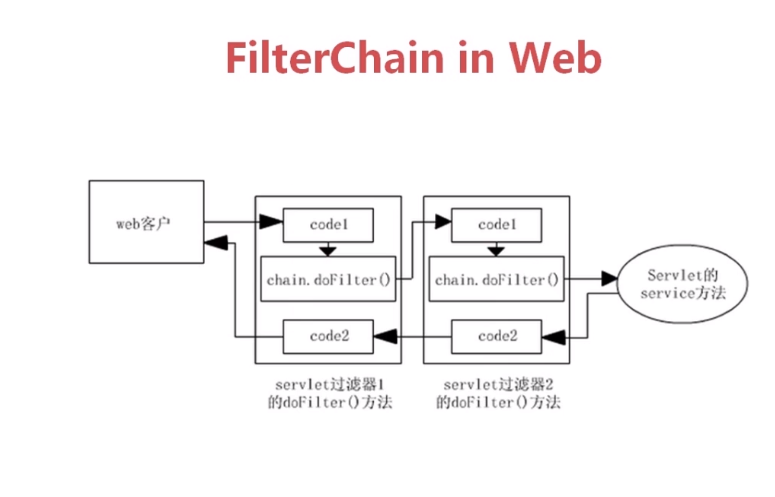 FilterChain in Web
web客户
code1
chain.doFilter()
code2
servlet过滤器1
的doFilter()方法
code1
chain.doFilter()
code2
servlet过滤器2
的doFilter()方法
Servlet的
service方法